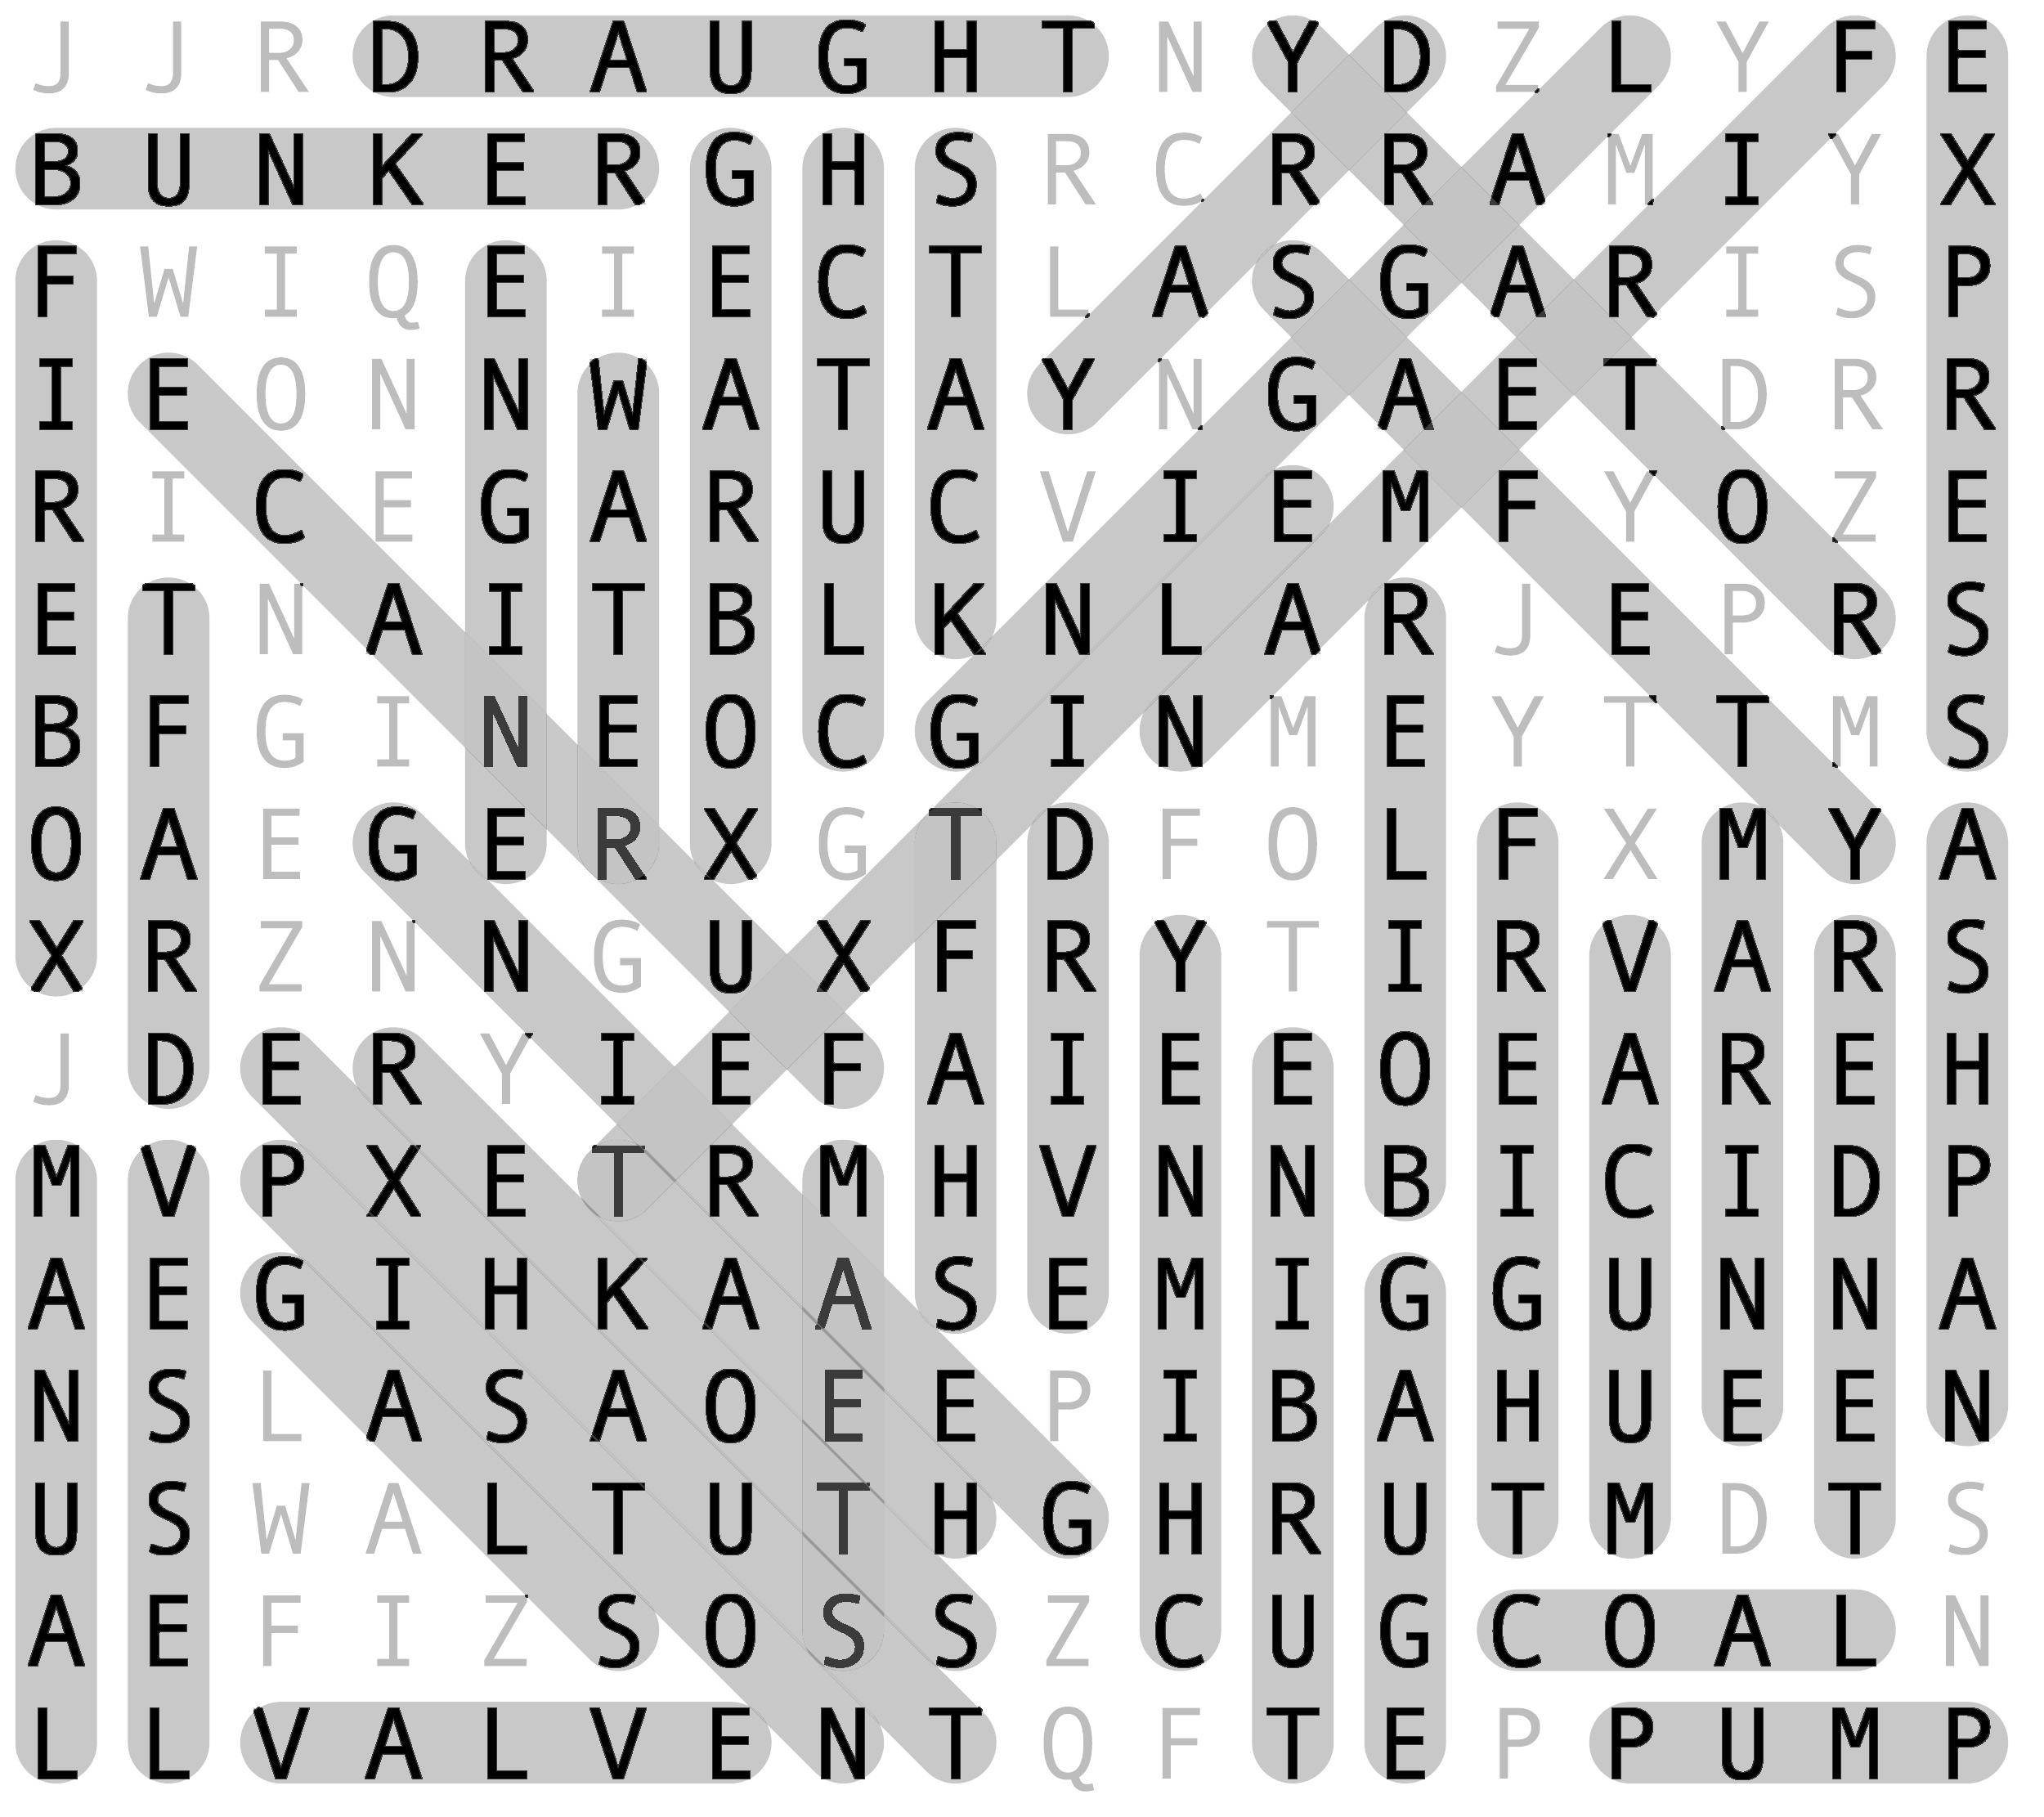 J J R D R A U G H T N Y D Z L Y F E
B U N K E R G H S R C R R A M I Y X
F W I Q E I E C T L A S G A R I S P
I E O N N W A T A Y N G A E T D R R
R I C E G A R U C V I E M F Y O Z E
E T N A I T B L K N L A R J E P R S
B F G I N E O C G I N M E Y T T M S
O A E G E R X G T D F O L F X M Y A
X R Z N N G U X F R Y T I R V A R S
J D E R Y I E F A I E E O E A R E H
M V P X E T R M H V N N B I C I D P
A E G I H K A A S E M I G G U N N A
N S L A S A O E E P I B A H U E E N
U S W A L T U T H G H R U T M D T S
A E F I Z S O S S Z C U G C O A L N
L L V A L V E N T Q F T E P P U M P